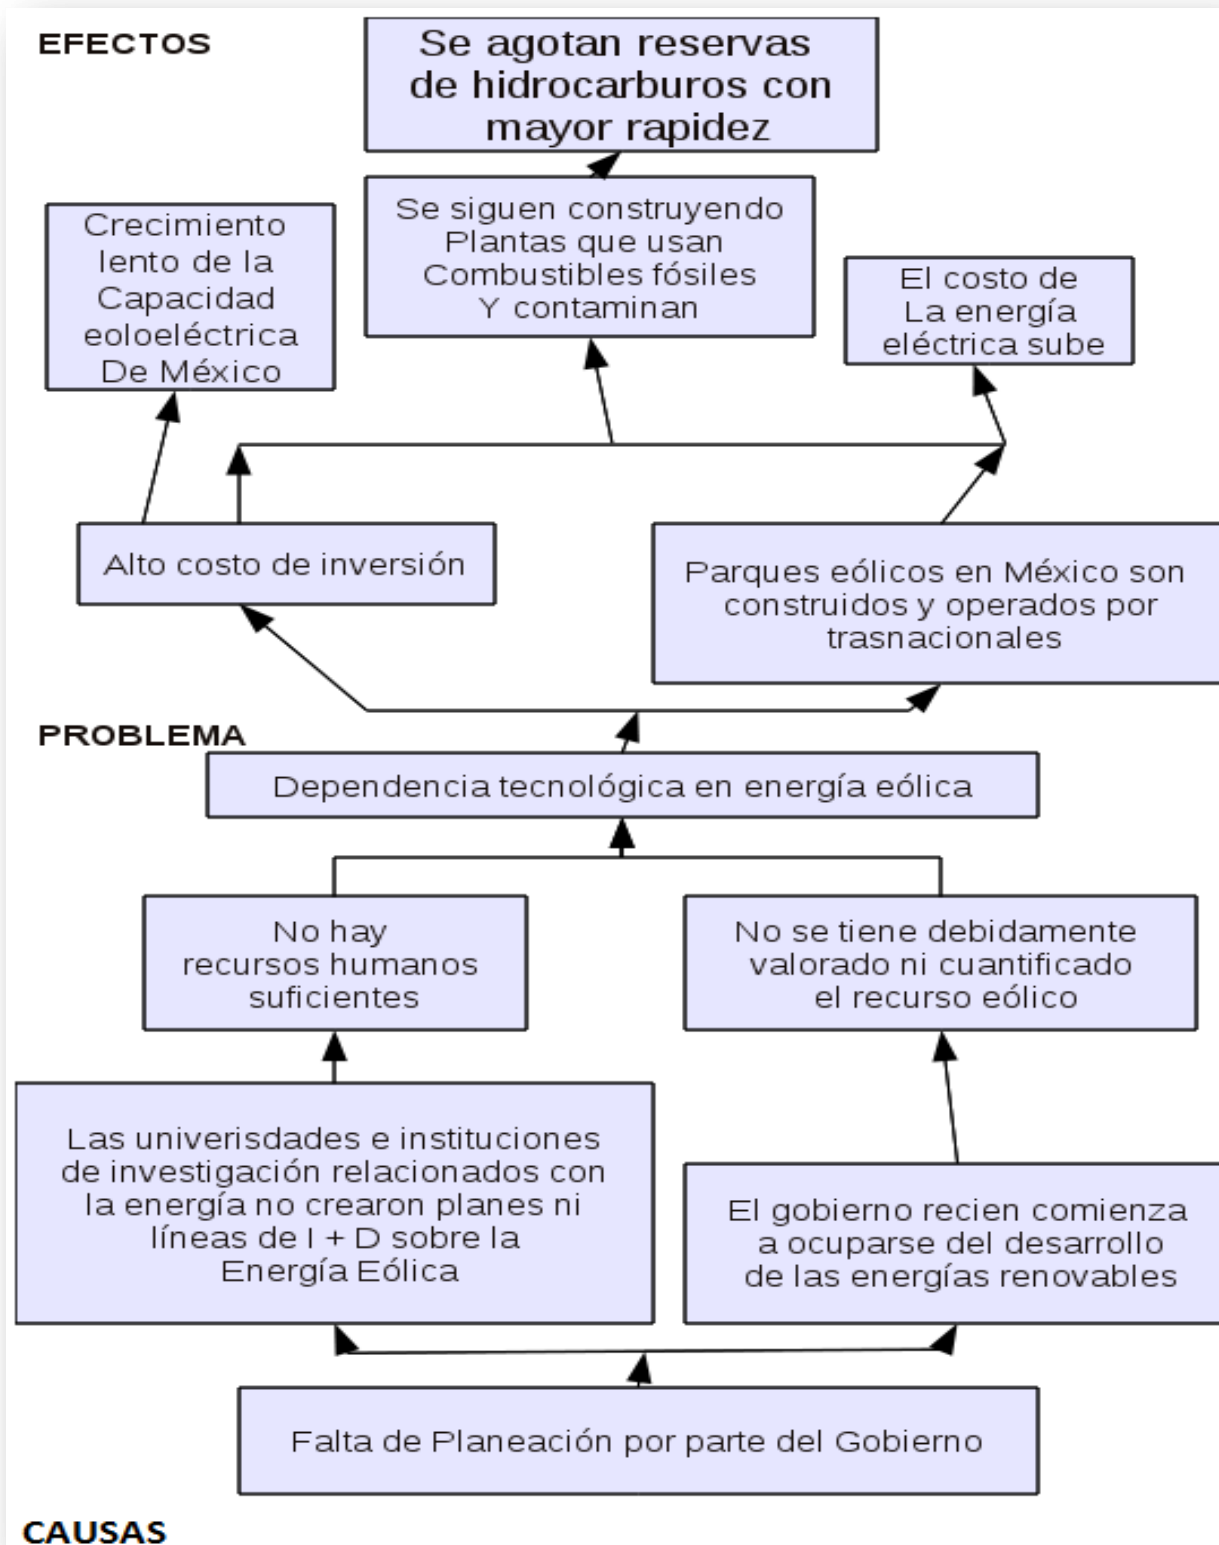 EFECTOS
Se agotan reservas
de hidrocarburos con
mayor rapidez
Crecimiento
lento de la
Capacidad
eoloeléctrica
De México
Se siguen construyendo
Plantas que usan
Combustibles fósiles
Y contaminan
El costo de
La energía
eléctrica sube
Alto costo de inversión
Parques eólicos en México son
construidos y operados por
trasnacionales
PROBLEMA
Dependencia tecnológica en energía eólica
No hay
recursos humanos
suficientes
No se tiene debidamente
valorado ni cuantificado
el recurso eólico
Las univerisdades e instituciones
de investigación relacionados con
la energía no crearon planes ni
líneas de I + D sobre la
Energía Eólica
El gobierno recien comienza
a ocuparse del desarrollo
de las energías renovables
Falta de Planeación por parte del Gobierno
CAUSAS